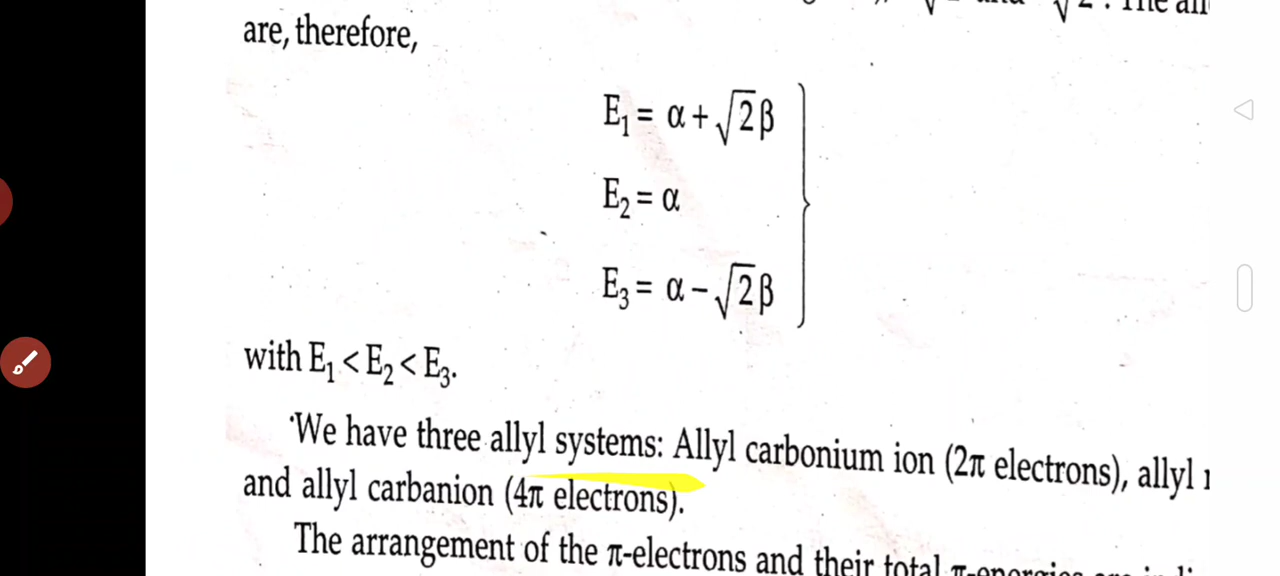 and
are, therefore,
E₁ = α + √2β
E₂ = α
E₃ = α − √2β
with E₁ < E₂ < E₃.
We have three allyl systems: Allyl carbonium ion (2π electrons), allyl
and allyl carbanion (4π electrons).
The arrangement of the π-electrons and their total